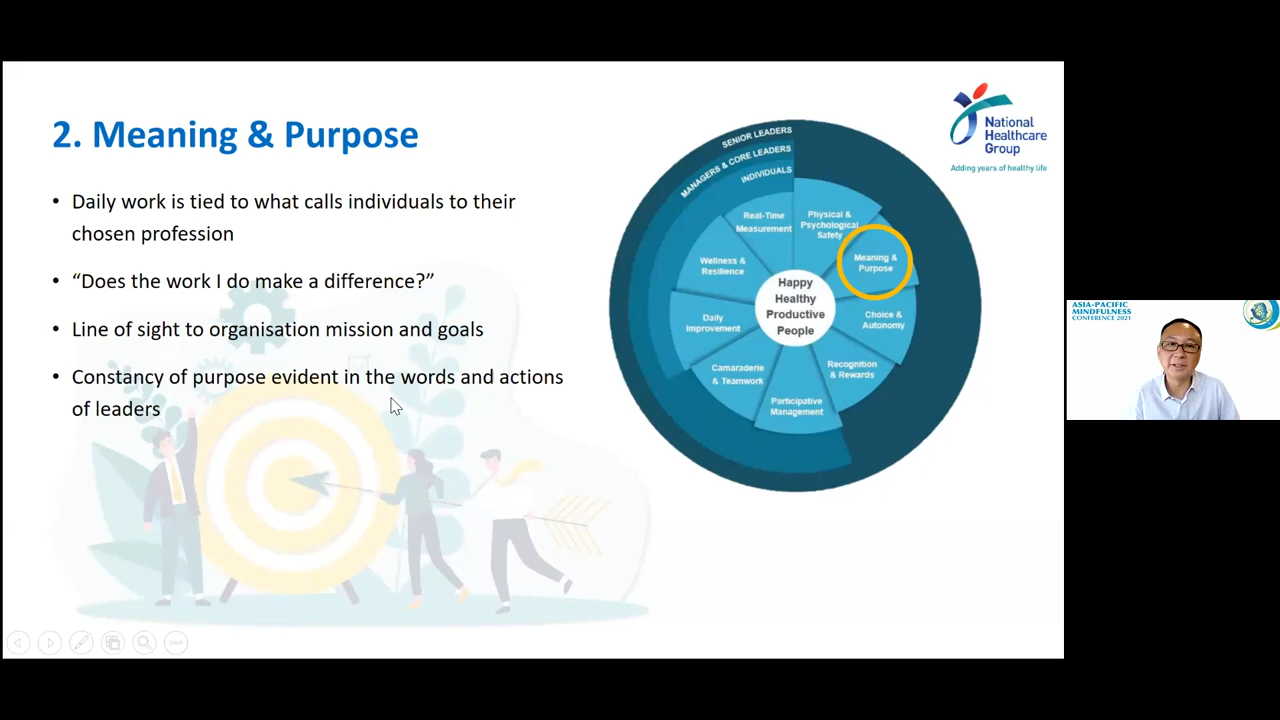 2. Meaning & Purpose
• Daily work is tied to what calls individuals to their
chosen profession
• “Does the work I do make a difference?”
• Line of sight to organisation mission and goals
• Constancy of purpose evident in the words and actions
of leaders
SENIOR LEADERS
MANAGERS & CORE LEADERS
INDIVIDUALS
Real-Time
Measurement
Physical &
Psychological
Safety
Meaning &
Purpose
Choice &
Autonomy
Recognition
& Rewards
Participative
Management
Camaraderie
& Teamwork
Daily
Improvement
Wellness &
Resilience
Happy
Healthy
Productive
People
National
Healthcare
Group
Adding years of healthy life
ASIA-PACIFIC
MINDFULNESS
CONFERENCE 2021